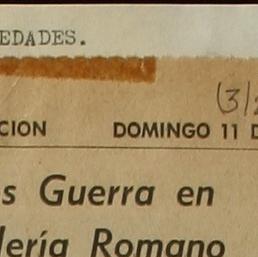 EDADES.
(3/
CION DOMINGO 11 D
s Guerra en
lería Romano